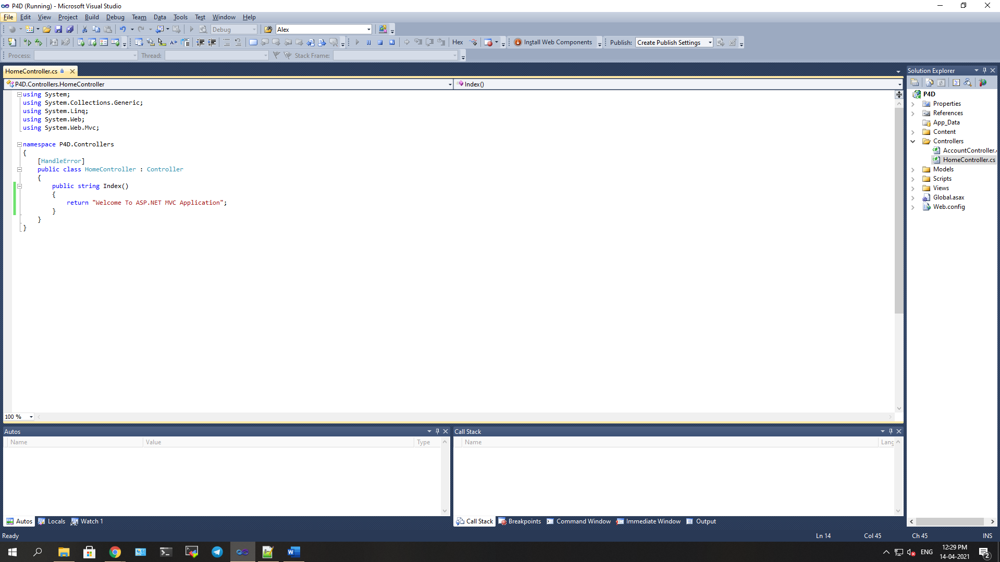 P4D (Running) - Microsoft Visual Studio
File Edit View Project Build Debug Team Data Tools Test Window Help
Debug Alex
Hex Install Web Components Publish: Create Publish Settings
Process: Thread: Stack Frame:
HomeController.cs
Solution Explorer
P4D.Controllers.HomeController Index()
using System;
using System.Collections.Generic;
using System.Linq;
using System.Web;
using System.Web.Mvc;
namespace P4D.Controllers
{
[HandleError]
public class HomeController : Controller
{
public string Index()
{
return "Welcome To ASP.NET MVC Application";
}
}
}
P4D
Properties
References
App_Data
Content
Controllers
AccountController.c
HomeController.cs
Models
Scripts
Views
Global.asax
Web.config
100 %
Autos
Name Value Type
Call Stack
Name Lang
Autos Locals Watch 1
Call Stack Breakpoints Command Window Immediate Window Output
Ready Ln 14 Col 45 Ch 45 INS
ENG 12:29 PM
14-04-2021
2